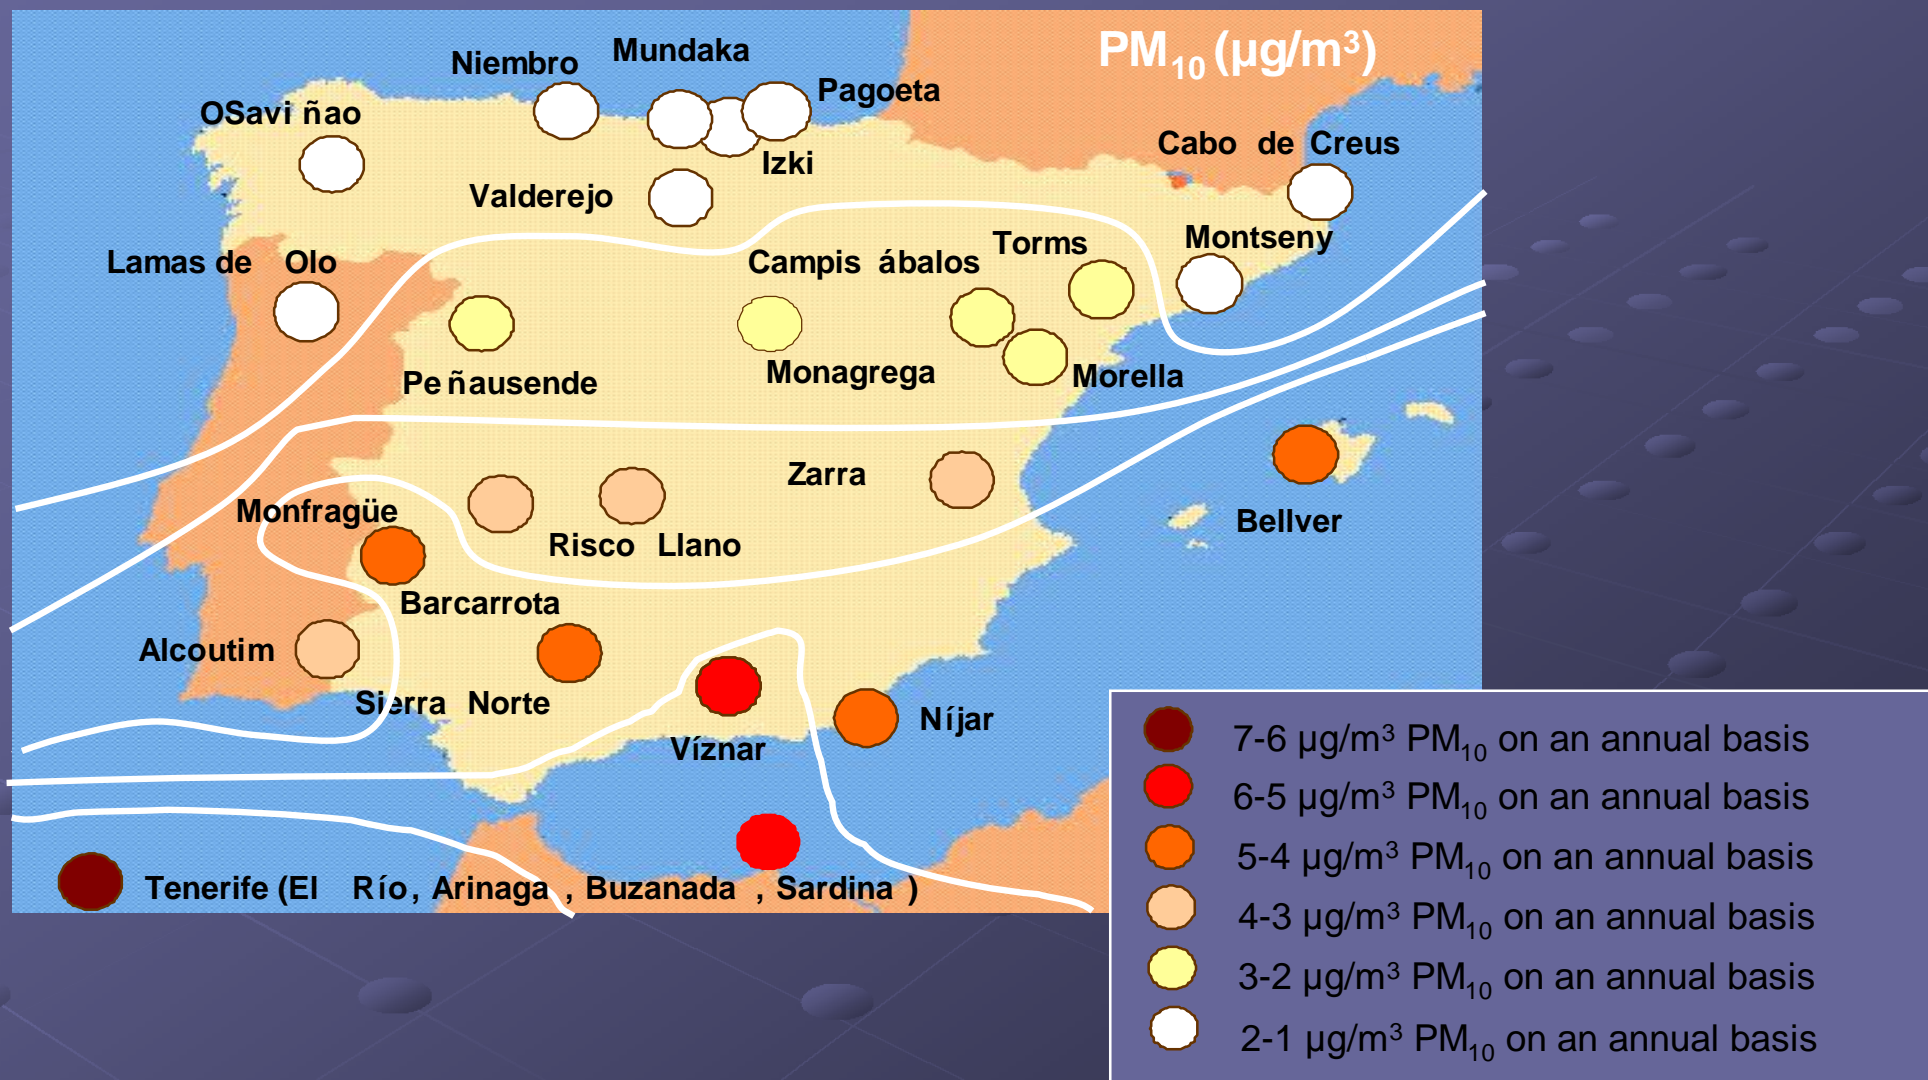 PM10 (µg/m3)
Niembro
Mundaka
Pagoeta
OSavi ñao
Cabo de Creus
Izki
Valderejo
Lamas de Olo
Campis ábalos
Torms
Montseny
Pe ñausende
Monagrega
Morella
Zarra
Monfragüe
Bellver
Risco Llano
Barcarrota
Alcoutim
Sierra Norte
Níjar
Víznar
Tenerife (El Río, Arinaga , Buzanada , Sardina )
7-6 µg/m3 PM10 on an annual basis
6-5 µg/m3 PM10 on an annual basis
5-4 µg/m3 PM10 on an annual basis
4-3 µg/m3 PM10 on an annual basis
3-2 µg/m3 PM10 on an annual basis
2-1 µg/m3 PM10 on an annual basis